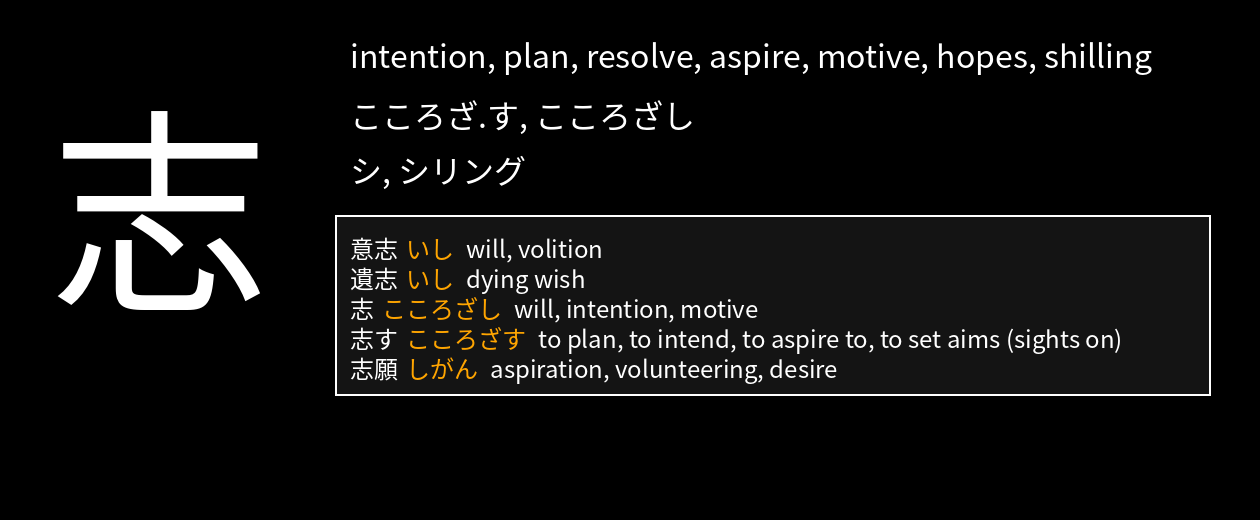 志
intention, plan, resolve, aspire, motive, hopes, shilling
こころざ.す, こころざし
シ, シリング
意志 いし will, volition
遺志 いし dying wish
志 こころざし will, intention, motive
志す こころざす to plan, to intend, to aspire to, to set aims (sights on)
志願 しがん aspiration, volunteering, desire